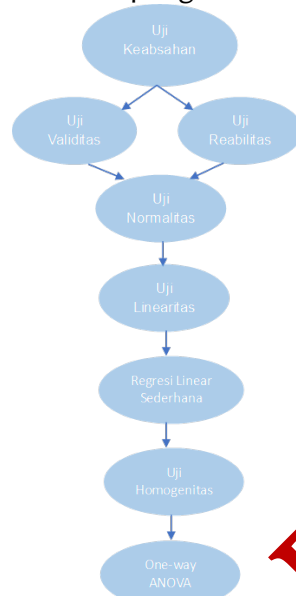 Uji
Keabsahan
Uji
Validitas
Uji
Reabilitas
Uji
Normalitas
Uji
Linearitas
Regresi Linear
Sederhana
Uji
Homogenitas
One-way
ANOVA